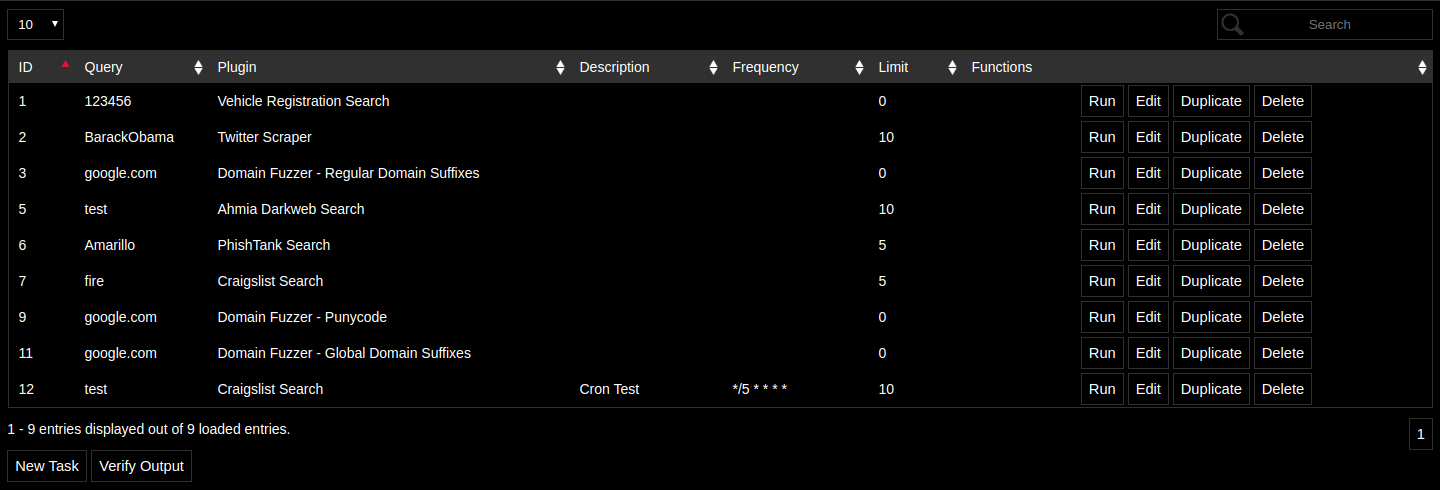 10 Search
ID Query Plugin Description Frequency Limit Functions
1 123456 Vehicle Registration Search 0 Run Edit Duplicate Delete
2 BarackObama Twitter Scraper 10 Run Edit Duplicate Delete
3 google.com Domain Fuzzer - Regular Domain Suffixes 0 Run Edit Duplicate Delete
5 test Ahmia Darkweb Search 10 Run Edit Duplicate Delete
6 Amarillo PhishTank Search 5 Run Edit Duplicate Delete
7 fire Craigslist Search 5 Run Edit Duplicate Delete
9 google.com Domain Fuzzer - Punycode 0 Run Edit Duplicate Delete
11 google.com Domain Fuzzer - Global Domain Suffixes 0 Run Edit Duplicate Delete
12 test Craigslist Search Cron Test */5 * * * * 10 Run Edit Duplicate Delete
1 - 9 entries displayed out of 9 loaded entries. 1
New Task Verify Output